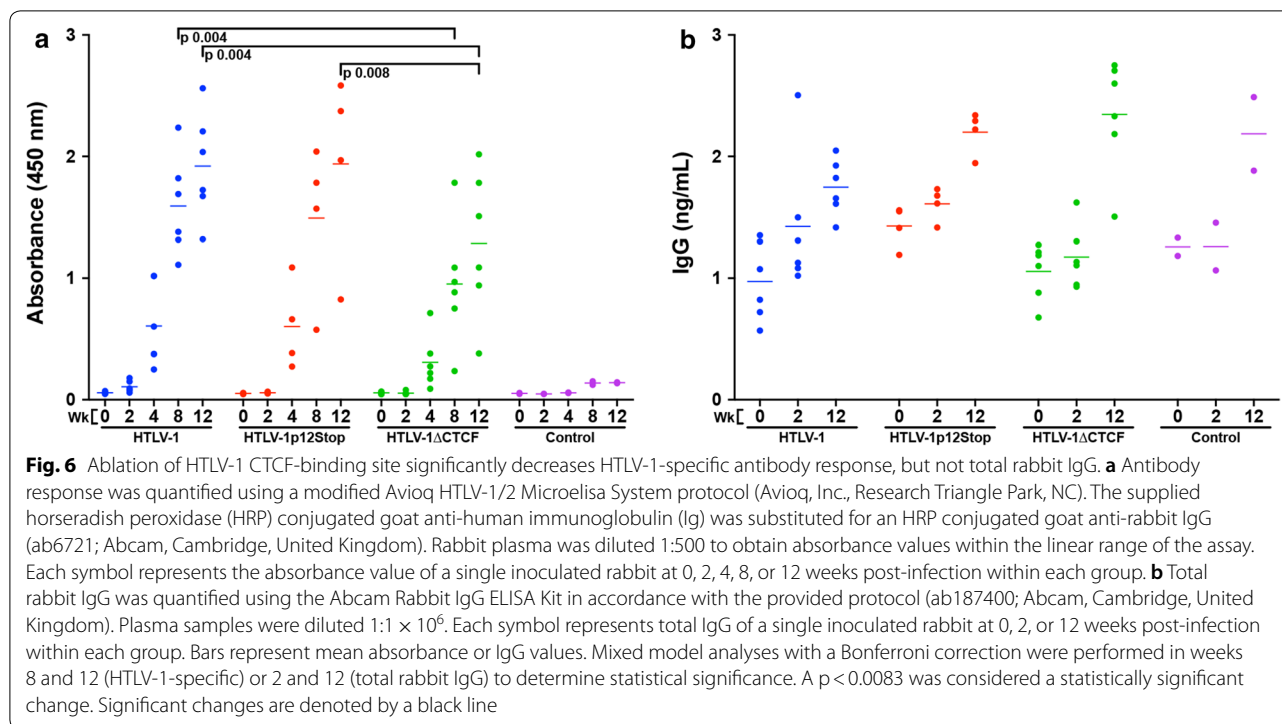 a
b
3
2
1
0
Absorbance (450 nm)
p 0.004
p 0.004
p 0.008
Wk 0 2 4 8 12 0 2 4 8 12 0 2 4 8 12 0 2 4 8 12
HTLV-1 HTLV-1p12Stop HTLV-1ΔCTCF Control
3
2
1
0
IgG (ng/mL)
Wk 0 2 12 0 2 12 0 2 12 0 2 12
HTLV-1 HTLV-1p12Stop HTLV-1ΔCTCF Control
Fig. 6 Ablation of HTLV-1 CTCF-binding site significantly decreases HTLV-1-specific antibody response, but not total rabbit IgG. a Antibody
response was quantified using a modified Avioq HTLV-1/2 Microelisa System protocol (Avioq, Inc., Research Triangle Park, NC). The supplied
horseradish peroxidase (HRP) conjugated goat anti-human immunoglobulin (Ig) was substituted for an HRP conjugated goat anti-rabbit IgG
(ab6721; Abcam, Cambridge, United Kingdom). Rabbit plasma was diluted 1:500 to obtain absorbance values within the linear range of the assay.
Each symbol represents the absorbance value of a single inoculated rabbit at 0, 2, 4, 8, or 12 weeks post-infection within each group. b Total
rabbit IgG was quantified using the Abcam Rabbit IgG ELISA Kit in accordance with the provided protocol (ab187400; Abcam, Cambridge, United
Kingdom). Plasma samples were diluted 1:1 × 10⁶. Each symbol represents total IgG of a single inoculated rabbit at 0, 2, or 12 weeks post-infection
within each group. Bars represent mean absorbance or IgG values. Mixed model analyses with a Bonferroni correction were performed in weeks
8 and 12 (HTLV-1-specific) or 2 and 12 (total rabbit IgG) to determine statistical significance. A p < 0.0083 was considered a statistically significant
change. Significant changes are denoted by a black line